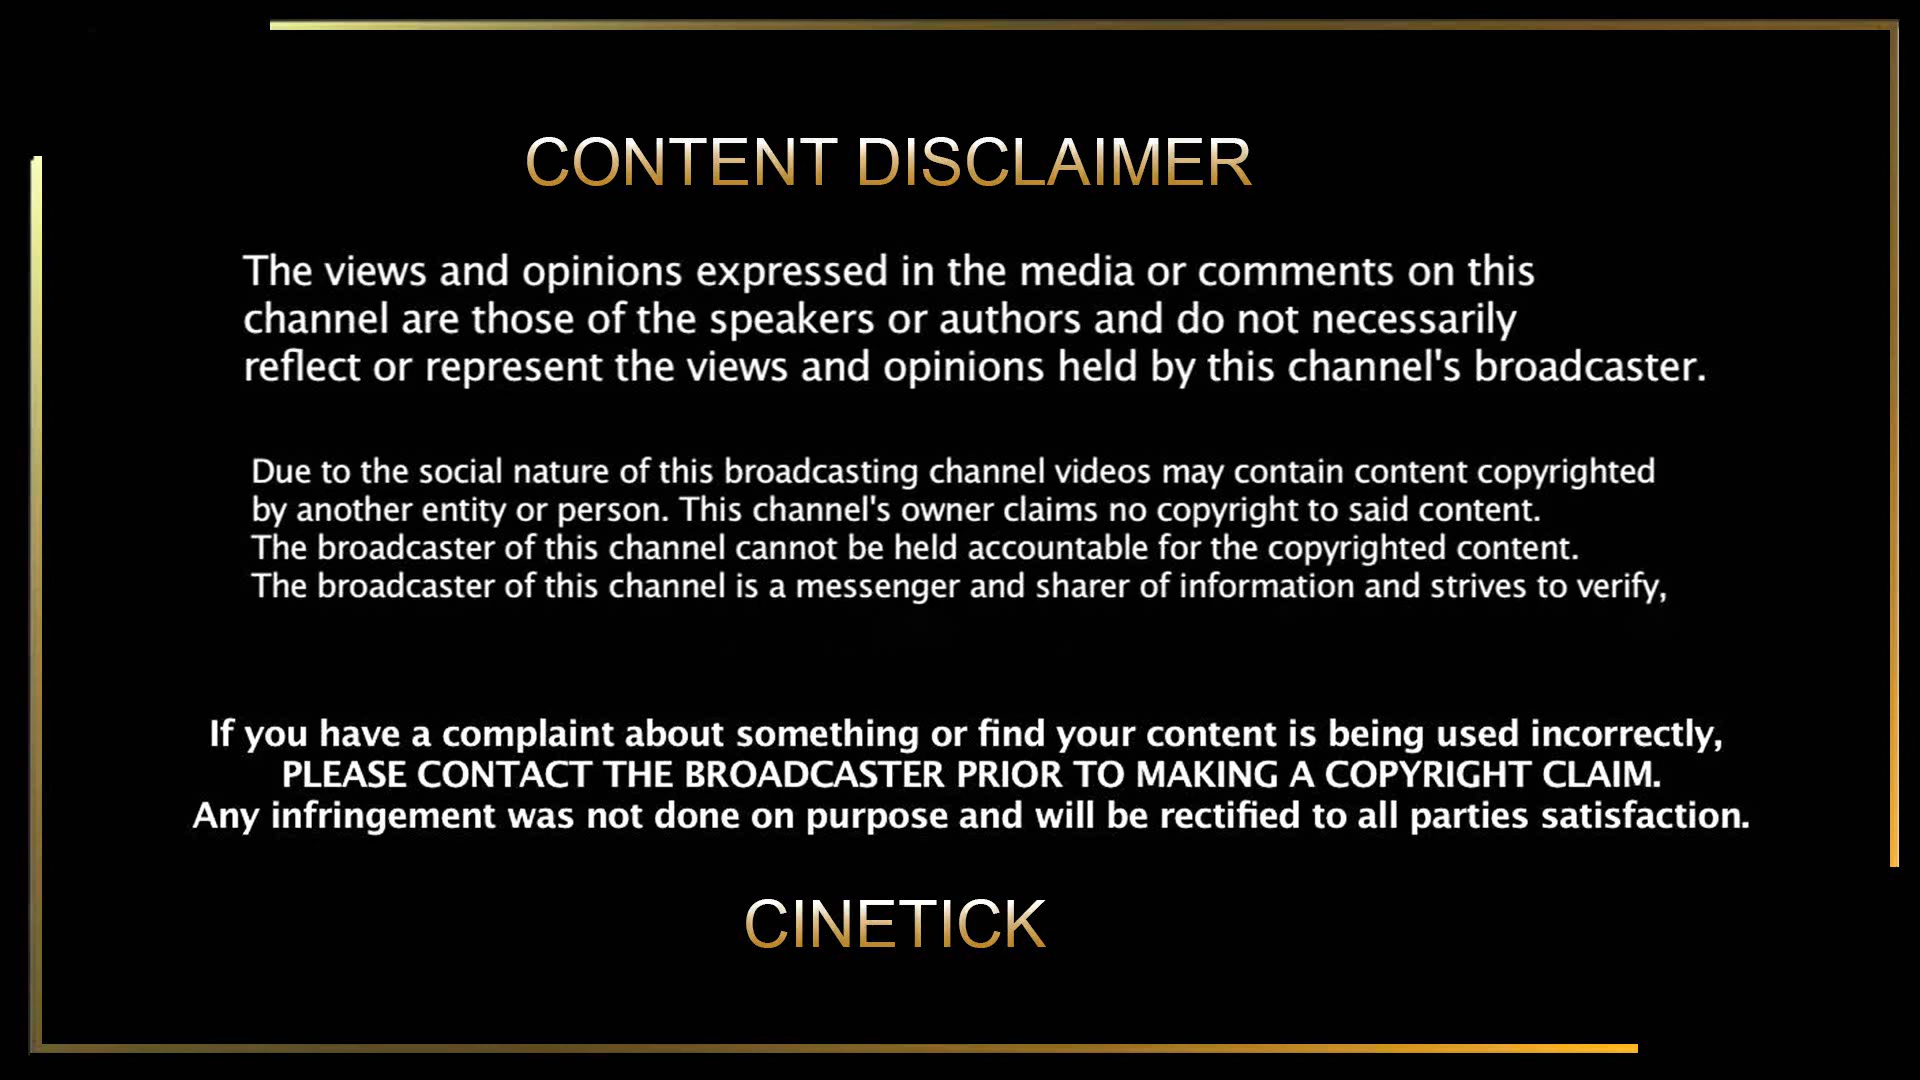 CONTENT DISCLAIMER
The views and opinions expressed in the media or comments on this
channel are those of the speakers or authors and do not necessarily
reflect or represent the views and opinions held by this channel's broadcaster.
Due to the social nature of this broadcasting channel videos may contain content copyrighted
by another entity or person. This channel's owner claims no copyright to said content.
The broadcaster of this channel cannot be held accountable for the copyrighted content.
The broadcaster of this channel is a messenger and sharer of information and strives to verify,
If you have a complaint about something or find your content is being used incorrectly,
PLEASE CONTACT THE BROADCASTER PRIOR TO MAKING A COPYRIGHT CLAIM.
Any infringement was not done on purpose and will be rectified to all parties satisfaction.
CINETICK